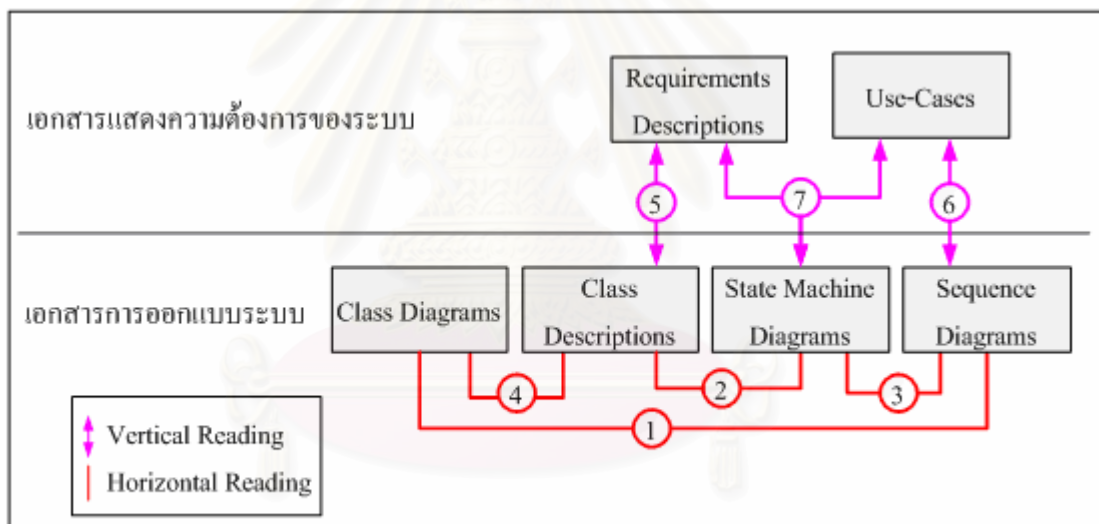 Requirements
Descriptions
Use-Cases
เอกสารแสดงความต้องการของระบบ
5
7
6
เอกสารการออกแบบระบบ
Class Diagrams
Class
Descriptions
State Machine
Diagrams
Sequence
Diagrams
4
2
3
1
Vertical Reading
Horizontal Reading